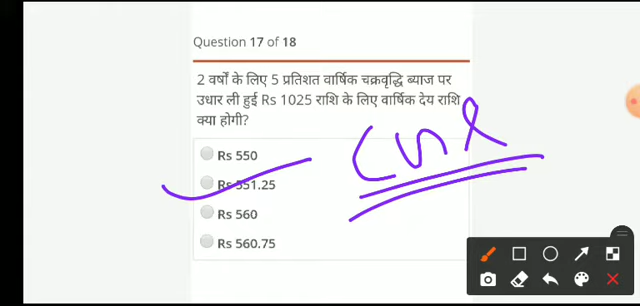 Question 17 of 18
2 वर्षों के लिए 5 प्रतिशत वार्षिक चक्रवृद्धि ब्याज पर
उधार ली हुई Rs 1025 राशि के लिए वार्षिक देय राशि
क्या होगी?
Rs 550
Rs 551.25
Rs 560
Rs 560.75